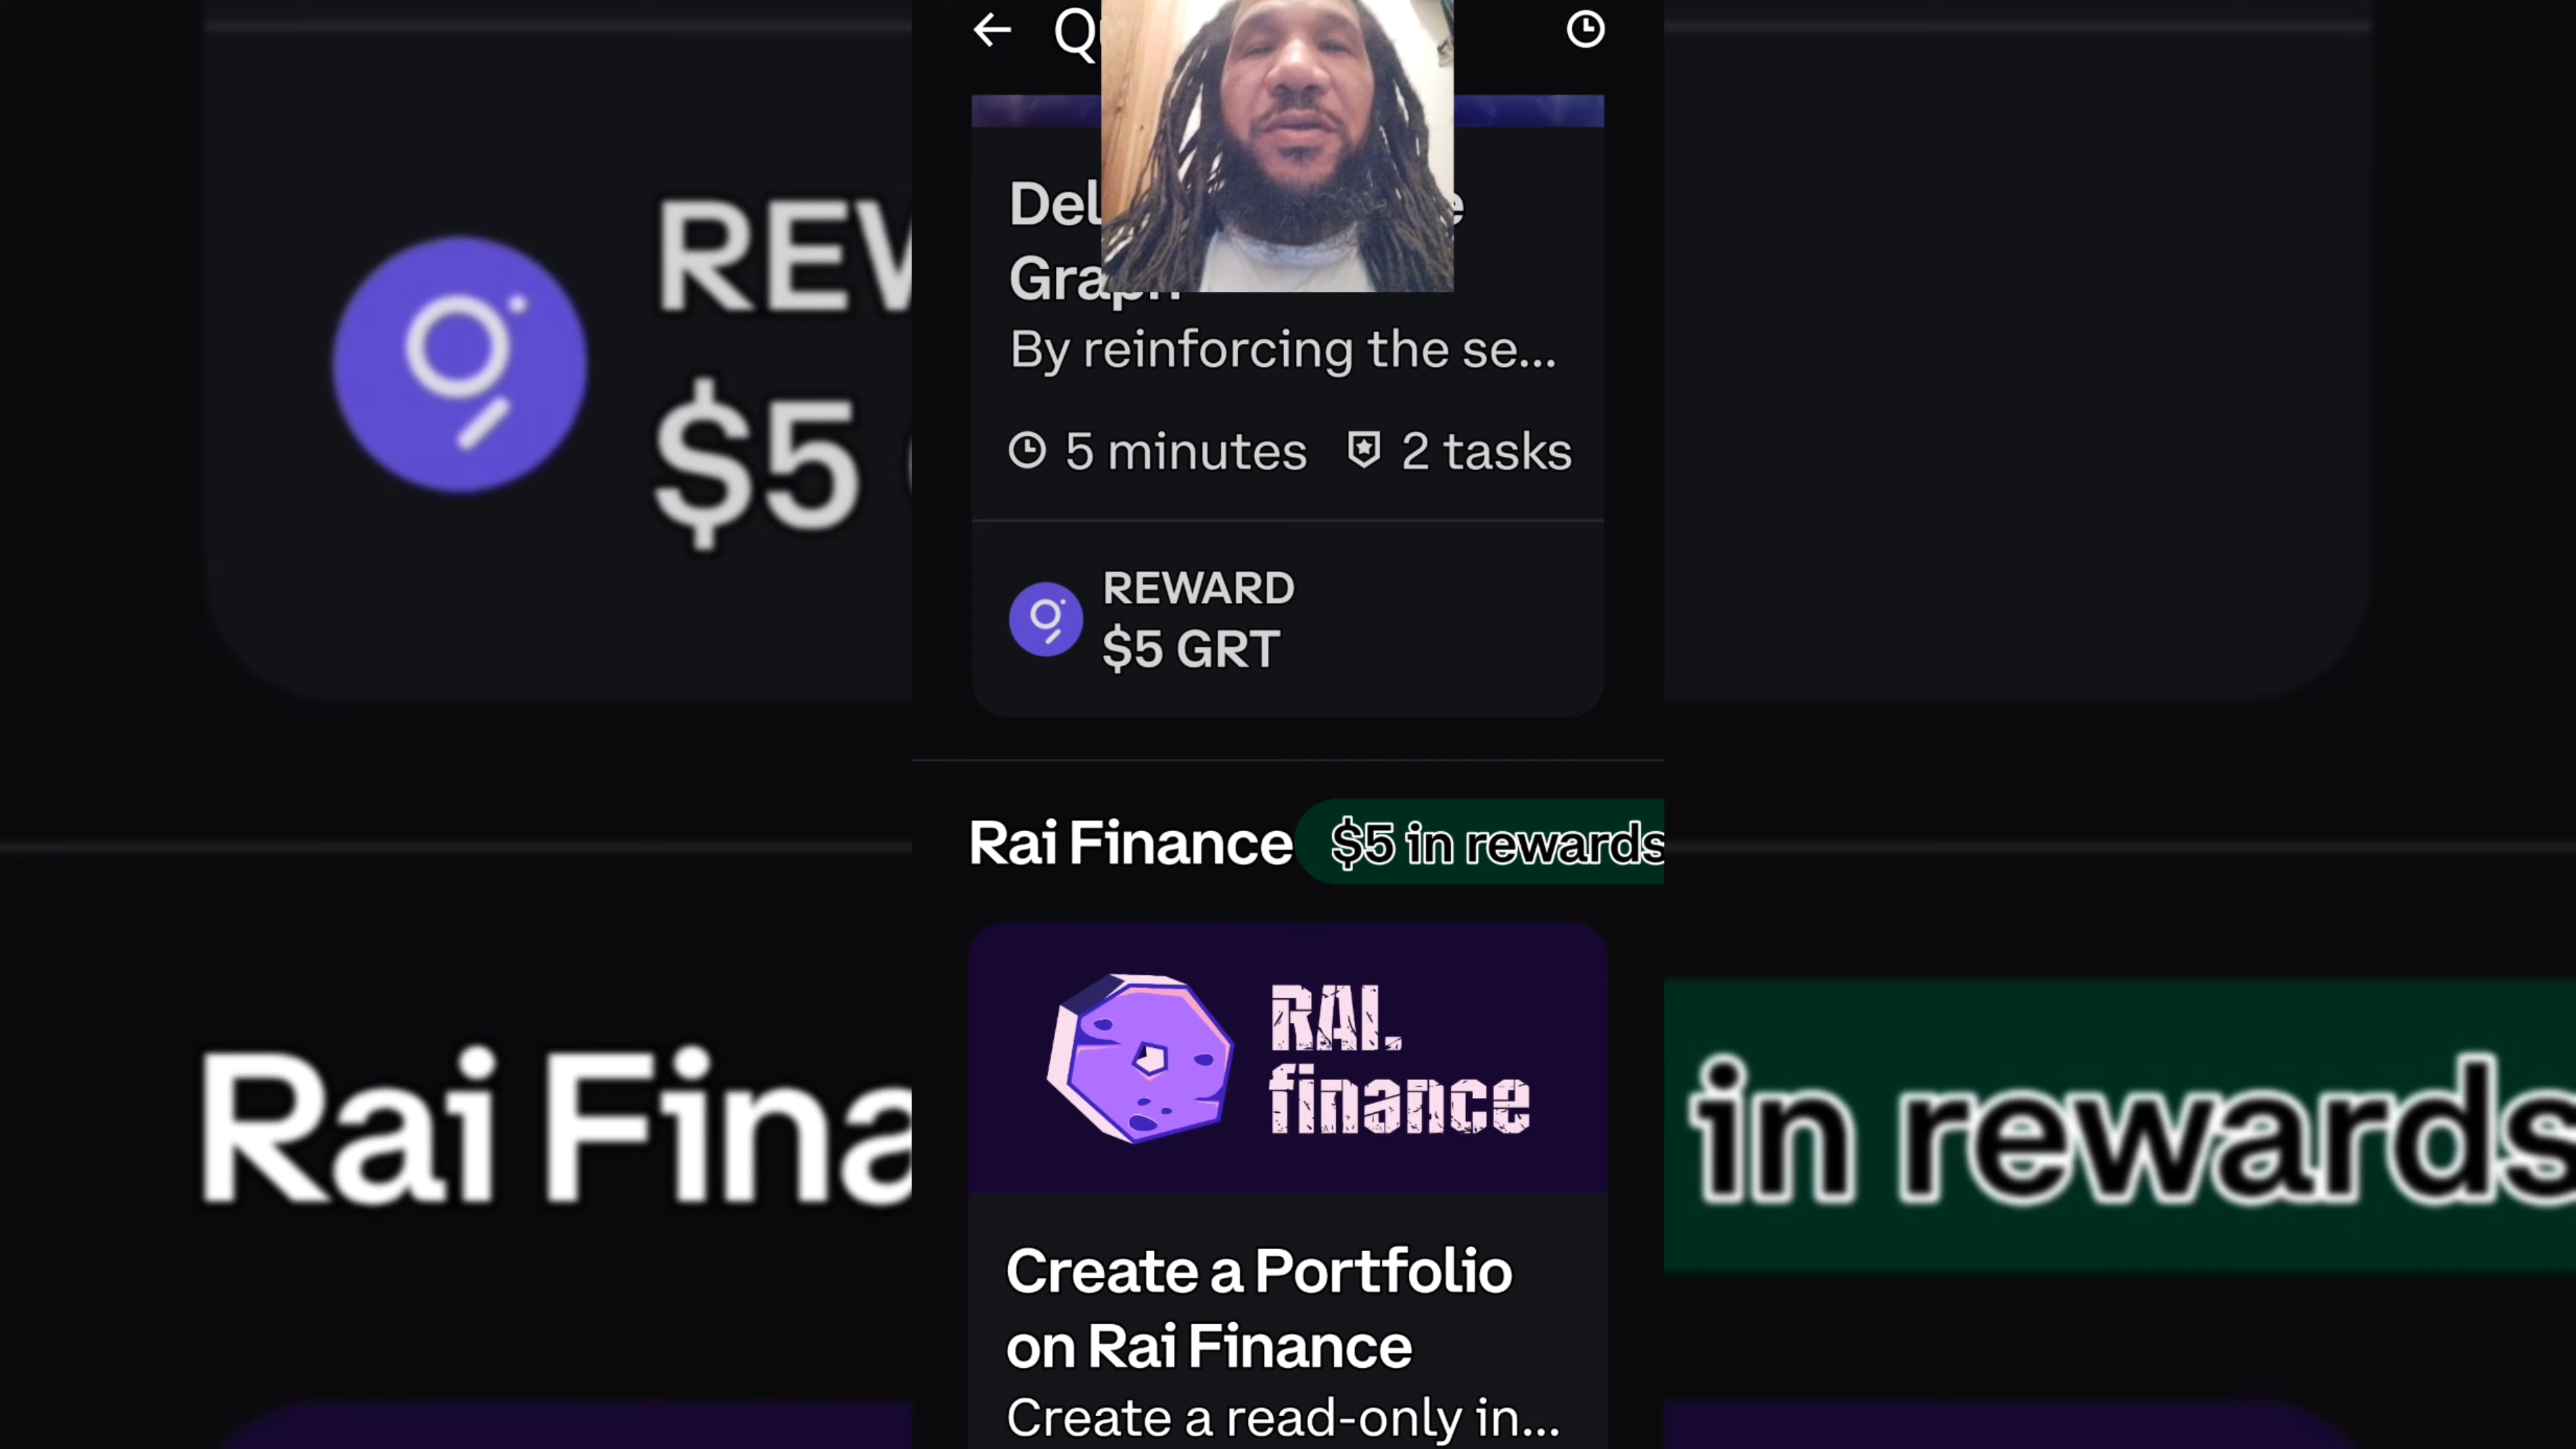 Gra
By reinforcing the se...
5 minutes 2 tasks
REWARD
$5 GRT
Rai Finance $5 in rewards
RAI.
finance
Create a Portfolio
on Rai Finance
Create a read-only in...
REW
$5
Rai Fina
in rewards